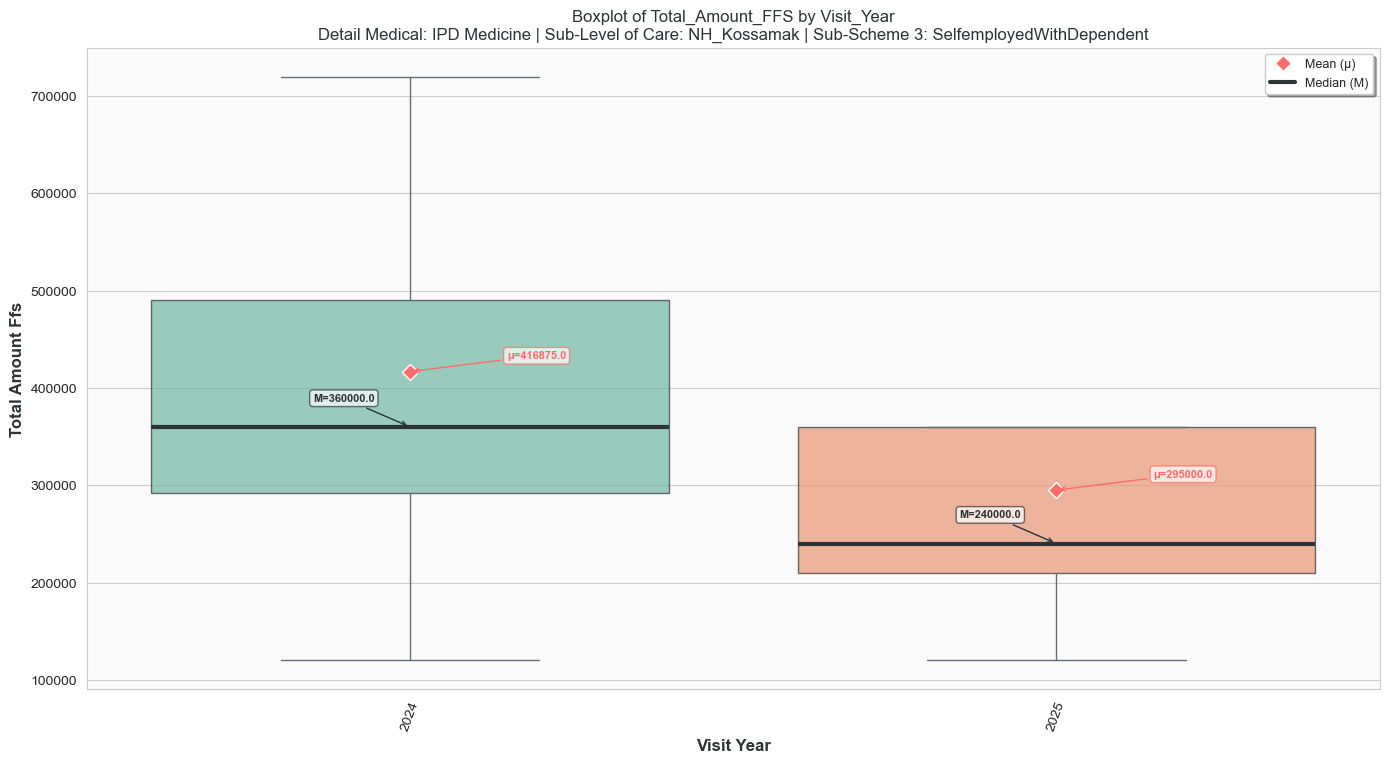 Boxplot of Total_Amount_FFS by Visit_Year
Detail Medical: IPD Medicine | Sub-Level of Care: NH_Kossamak | Sub-Scheme 3: SelfemployedWithDependent
Mean (μ)
Median (M)
Total Amount Ffs
700000
600000
500000
400000
300000
200000
100000
μ=416875.0
M=360000.0
μ=295000.0
M=240000.0
2024
2025
Visit Year